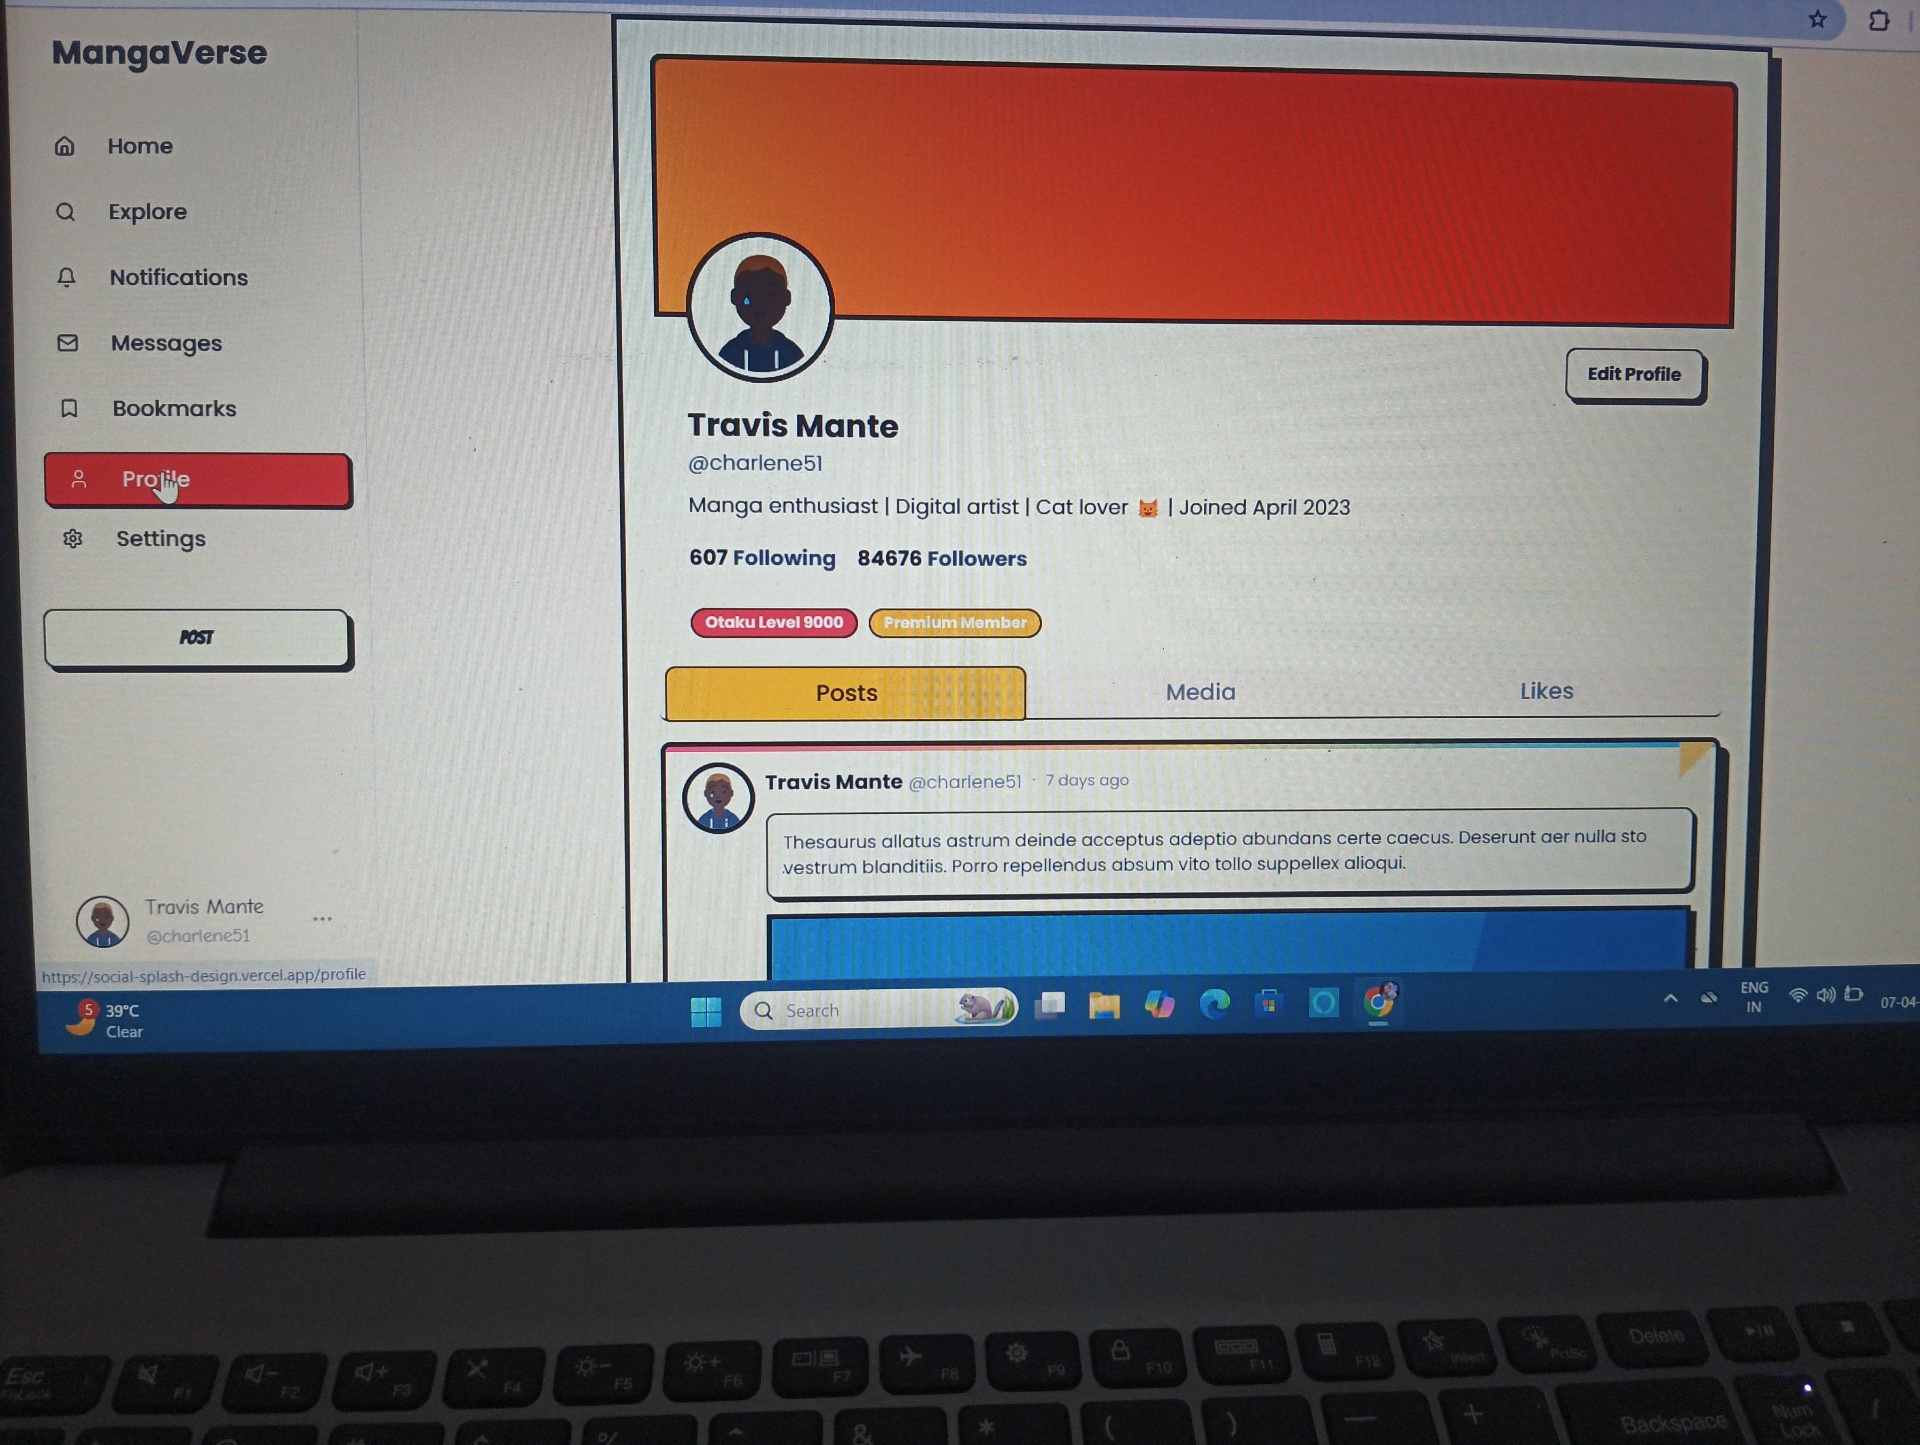 MangaVerse
Home
Explore
Notifications
Messages
Bookmarks
Profile
Settings
POST
Travis Mante
@charlene51
...
https://social-splash-design.vercel.app/profile
Edit Profile
Travis Mante
@charlene51
Manga enthusiast | Digital artist | Cat lover 😺 | Joined April 2023
607 Following 84676 Followers
Otaku Level 9000 Premium Member
Posts Media Likes
Travis Mante @charlene51 · 7 days ago
Thesaurus allatus astrum deinde acceptus adeptio abundans certe caecus. Deserunt aer nulla sto
vestrum blanditiis. Porro repellendus absum vito tollo suppellex alioqui.
5
39°C
Clear
Search
ENG
IN
07-04-
Esc
FnLock
F1 F2 F3 F4 F5 F6 F7 F8 F9 F10 F11 F12 Insert PrtSc Delete
% ^ & * ( ) — + Backspace Num
Lock /